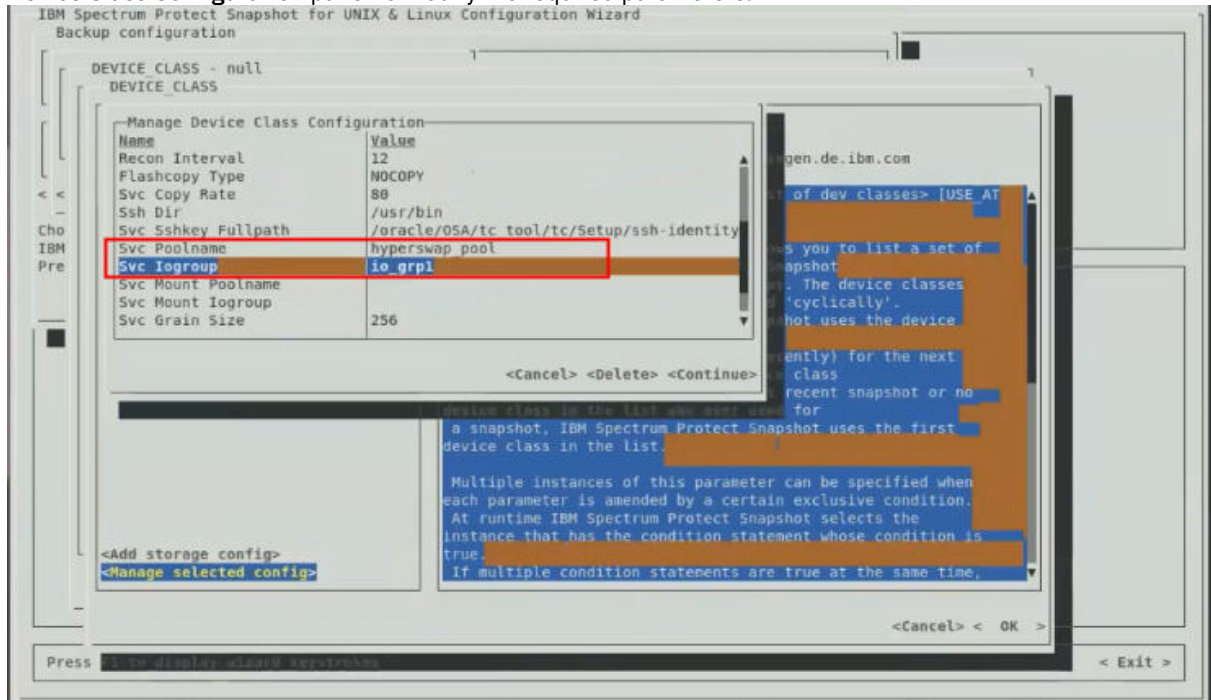 IBM Spectrum Protect Snapshot for UNIX & Linux Configuration Wizard
Backup configuration
DEVICE_CLASS - null
DEVICE_CLASS
Manage Device Class Configuration
Name Value
Recon Interval 12
Flashcopy Type NOCOPY
Svc Copy Rate 80
Ssh Dir /usr/bin
Svc Sshkey Fullpath /oracle/OSA/tc_tool/tc/Setup/ssh-identity
Svc Poolname hyperswap_pool
Svc Iogroup io_grp1
Svc Mount Poolname
Svc Mount Iogroup
Svc Grain Size 256
<Cancel> <Delete> <Continue>
gen.de.ibm.com
of dev classes> [USE_AT
s you to list a set of
apshot
. The device classes
'cyclically'.
hot uses the device
ently) for the next
class
recent snapshot or no
device class in the list was ever used for
a snapshot, IBM Spectrum Protect Snapshot uses the first
device class in the list.
Multiple instances of this parameter can be specified when
each parameter is amended by a certain exclusive condition.
At runtime IBM Spectrum Protect Snapshot selects the
instance that has the condition statement whose condition is
true.
If multiple condition statements are true at the same time,
< <
Cho
IBM
Pre
<Add storage config>
<Manage selected config>
<Cancel> < OK >
Press F1 to display wizard keystrokes
< Exit >